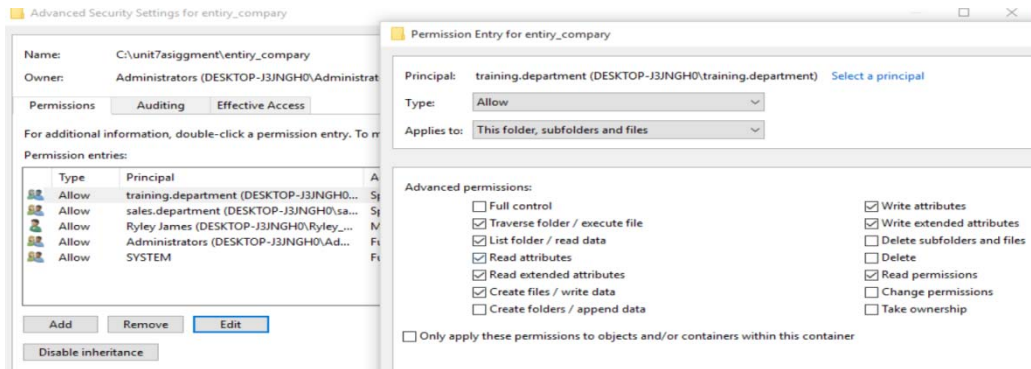 Advanced Security Settings for entiry_compary
Name: C:\unit7asiggment\entiry_compary
Owner: Administrators (DESKTOP-J3JNGH0\Administrat
Permissions Auditing Effective Access
For additional information, double-click a permission entry. To m
Permission entries:
Type Principal A
Allow training.department (DESKTOP-J3JNGH0... Sp
Allow sales.department (DESKTOP-J3JNGH0\sa... Sp
Allow Ryley James (DESKTOP-J3JNGH0\Ryley_... M
Allow Administrators (DESKTOP-J3JNGH0\Ad... Fu
Allow SYSTEM Fu
Add Remove Edit
Disable inheritance
Permission Entry for entiry_compary
Principal: training.department (DESKTOP-J3JNGH0\training.department) Select a principal
Type: Allow
Applies to: This folder, subfolders and files
Advanced permissions:
Full control
Traverse folder / execute file
List folder / read data
Read attributes
Read extended attributes
Create files / write data
Create folders / append data
Write attributes
Write extended attributes
Delete subfolders and files
Delete
Read permissions
Change permissions
Take ownership
Only apply these permissions to objects and/or containers within this container